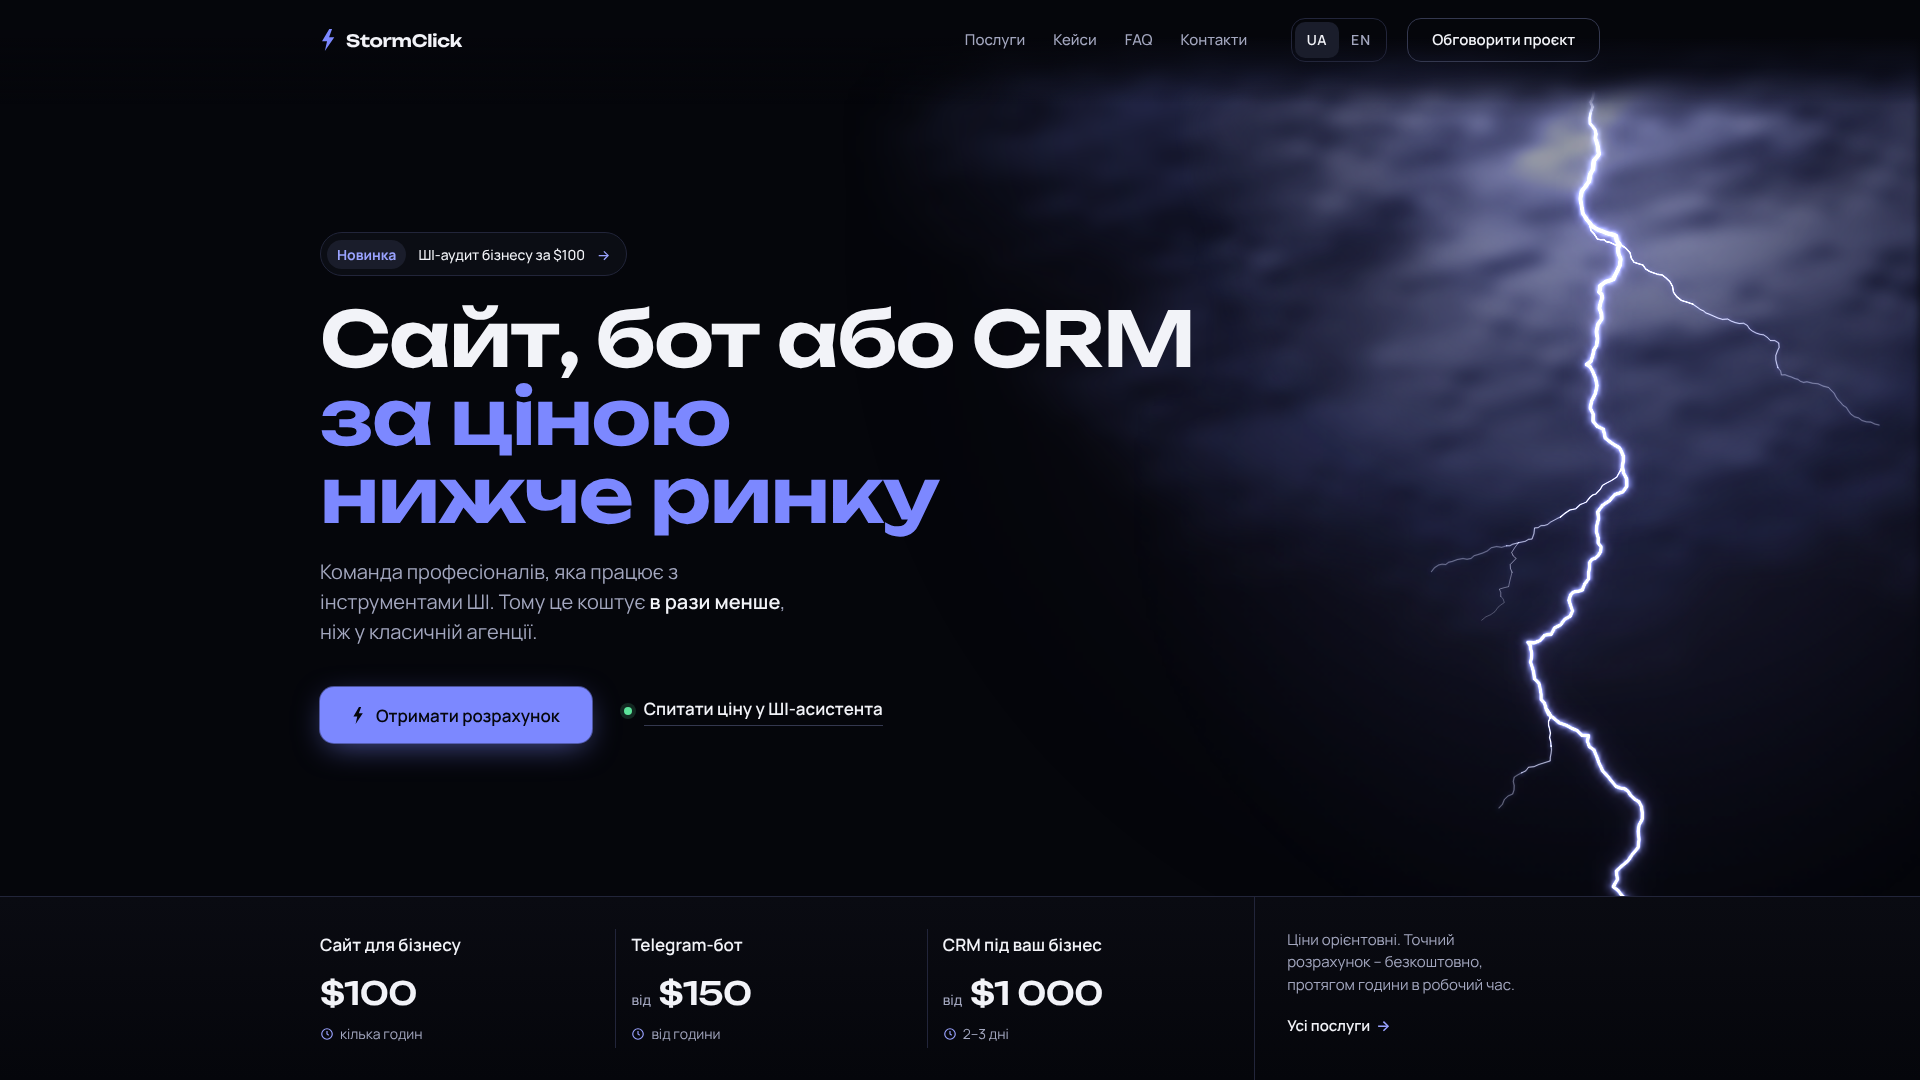 StormClick
Послуги
Кейси
FAQ
Контакти
UA
EN
Обговорити проєкт
Новинка
ШІ-аудит бізнесу за $100 →
Сайт, бот або CRM
за ціною
нижче ринку
Команда професіоналів, яка працює з
інструментами ШІ. Тому це коштує в рази менше,
ніж у класичній агенції.
Отримати розрахунок
Спитати ціну у ШІ-асистента
Сайт для бізнесу
$100
кілька годин
Telegram-бот
від $150
від години
CRM під ваш бізнес
від $1 000
2–3 дні
Ціни орієнтовні. Точний
розрахунок – безкоштовно,
протягом години в робочий час.
Усі послуги →